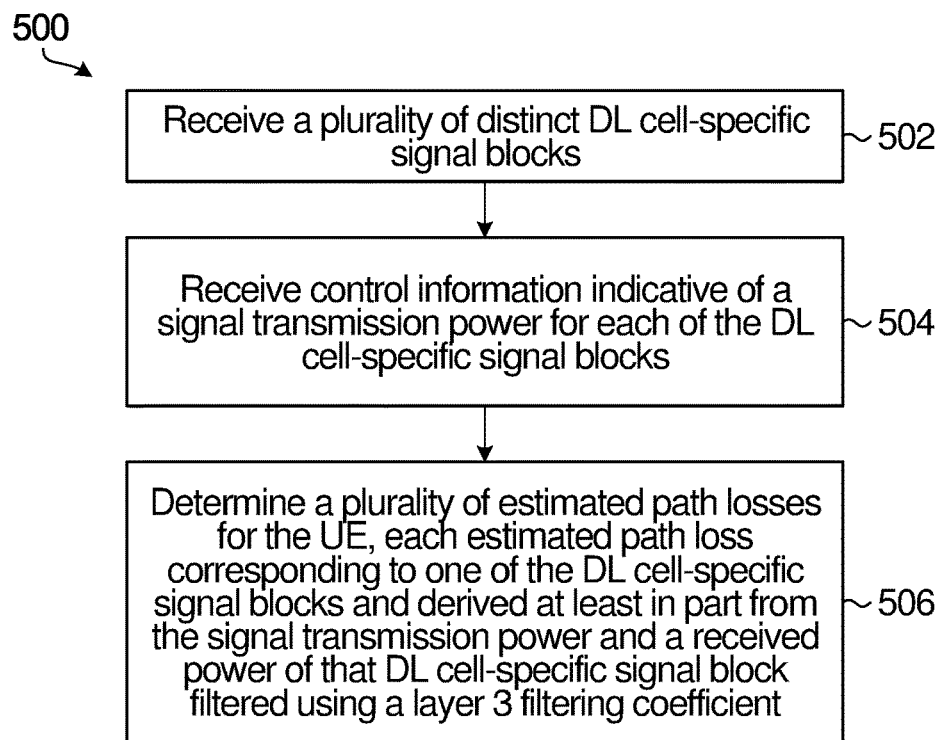 500
Receive a plurality of distinct DL cell-specific
signal blocks
502
Receive control information indicative of a
signal transmission power for each of the DL
cell-specific signal blocks
504
Determine a plurality of estimated path losses
for the UE, each estimated path loss
corresponding to one of the DL cell-specific
signal blocks and derived at least in part from
the signal transmission power and a received
power of that DL cell-specific signal block
filtered using a layer 3 filtering coefficient
506